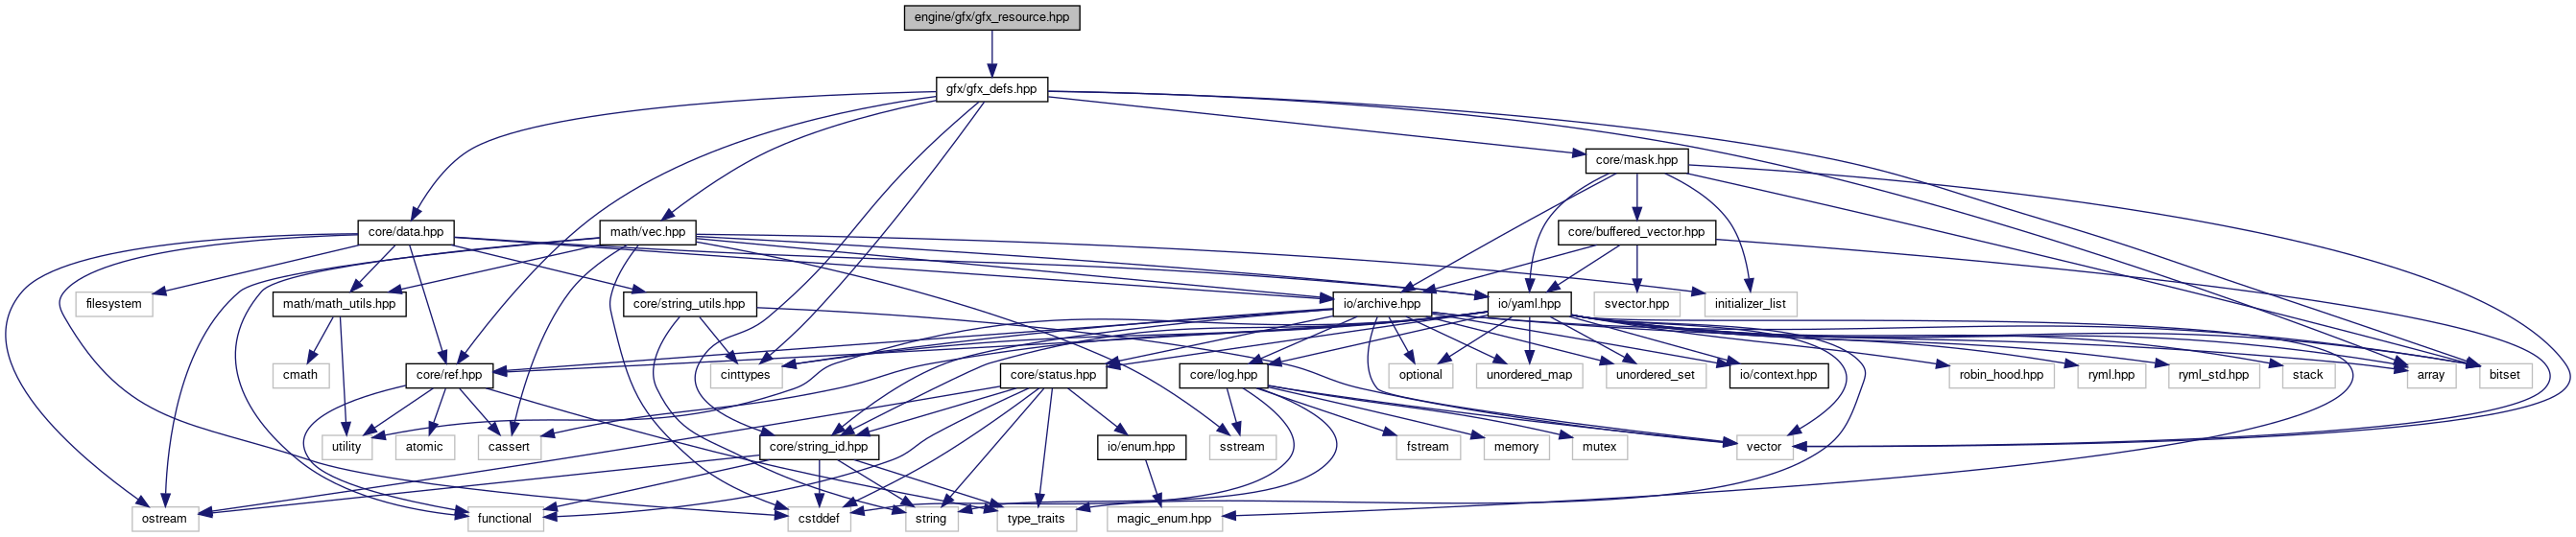 engine/gfx/gfx_resource.hpp
gfx/gfx_defs.hpp
core/mask.hpp
core/data.hpp
math/vec.hpp
core/buffered_vector.hpp
filesystem
math/math_utils.hpp
core/string_utils.hpp
io/archive.hpp
io/yaml.hpp
svector.hpp
initializer_list
cmath
core/ref.hpp
cinttypes
core/status.hpp
core/log.hpp
optional
unordered_map
unordered_set
io/context.hpp
robin_hood.hpp
ryml.hpp
ryml_std.hpp
stack
array
bitset
utility
atomic
cassert
core/string_id.hpp
io/enum.hpp
sstream
fstream
memory
mutex
vector
ostream
functional
cstddef
string
type_traits
magic_enum.hpp